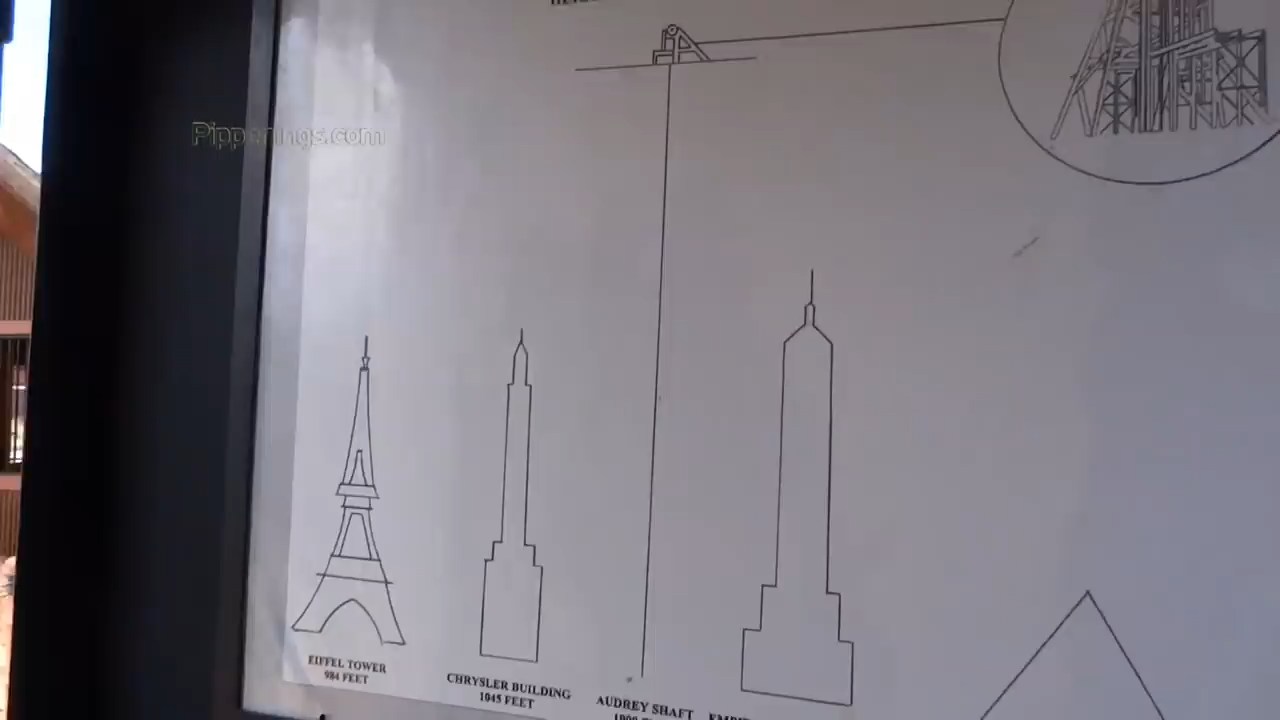 Pipperings.com
EIFFEL TOWER
984 FEET
CHRYSLER BUILDING
1045 FEET
AUDREY SHAFT